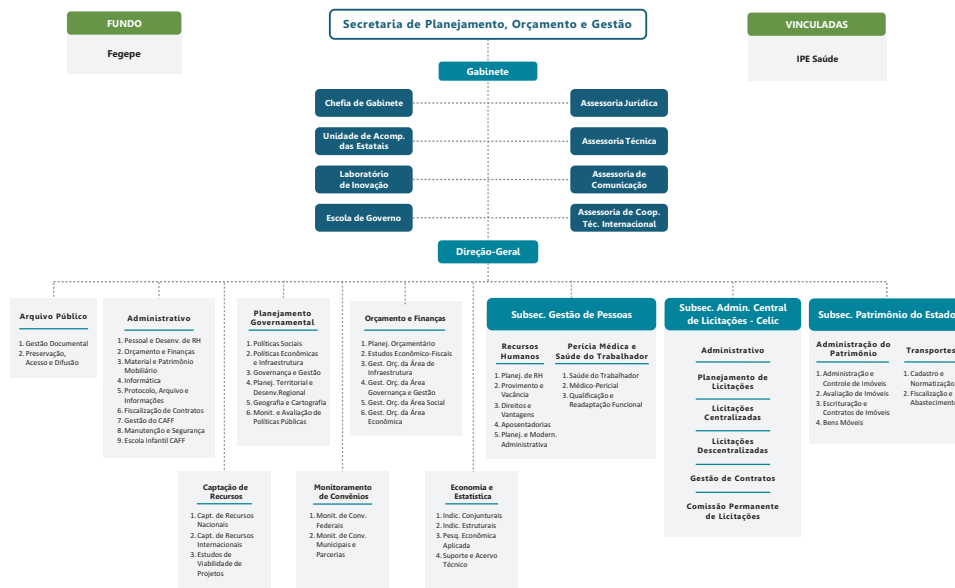 FUNDO
Fegepe
Secretaria de Planejamento, Orçamento e Gestão
VINCULADAS
IPE Saúde
Gabinete
Chefia de Gabinete
Assessoria Jurídica
Unidade de Acomp.
das Estatais
Assessoria Técnica
Laboratório
de Inovação
Assessoria de
Comunicação
Escola de Governo
Assessoria de Coop.
Téc. Internacional
Direção-Geral
Arquivo Público
1. Gestão Documental
2. Preservação,
Acesso e Difusão
Administrativo
1. Pessoal e Desenv. de RH
2. Orçamento e Finanças
3. Material e Patrimônio
Mobiliário
4. Informática
5. Protocolo, Arquivo e
Informações
6. Fiscalização de Contratos
7. Gestão do CAFF
8. Manutenção e Segurança
9. Escola Infantil CAFF
Planejamento
Governamental
1. Políticas Sociais
2. Políticas Econômicas
e Infraestrutura
3. Governança e Gestão
4. Planej. Territorial e
Desenv.Regional
5. Geografia e Cartografia
6. Monit. e Avaliação de
Políticas Públicas
Orçamento e Finanças
1. Planej. Orçamentário
2. Estudos Econômico-Fiscais
3. Gest. Orç. da Área de
Infraestrutura
4. Gest. Orç. da Área
Governança e Gestão
5. Gest. Orç. da Área Social
6. Gest. Orç. da Área
Econômica
Subsec. Gestão de Pessoas
Recursos
Humanos
1. Planej. de RH
2. Provimento e
Vacância
3. Direitos e
Vantagens
4. Aposentadorias
5. Planej. e Modern.
Administrativa
Perícia Médica e
Saúde do Trabalhador
1. Saúde do Trabalhador
2. Médico-Pericial
3. Qualificação e
Readaptação Funcional
Subsec. Admin. Central
de Licitações - Celic
Administrativo
Planejamento de
Licitações
Licitações
Centralizadas
Licitações
Descentralizadas
Gestão de Contratos
Comissão Permanente
de Licitações
Subsec. Patrimônio do Estado
Administração do
Patrimônio
1. Administração e
Controle de Imóveis
2. Avaliação de Imóveis
3. Escrituração e
Contratos de Imóveis
4. Bens Móveis
Transportes
1. Cadastro e
Normatização
2. Fiscalização e
Abastecimento
Captação de
Recursos
1. Capt. de Recursos
Nacionais
2. Capt. de Recursos
Internacionais
3. Estudos de
Viabilidade de
Projetos
Monitoramento
de Convênios
1. Monit. de Conv.
Federais
2. Monit. de Conv.
Municipais e
Parcerias
Economia e
Estatística
1. Indic. Conjunturais
2. Indic. Estruturais
3. Pesq. Econômica
Aplicada
4. Suporte e Acervo
Técnico